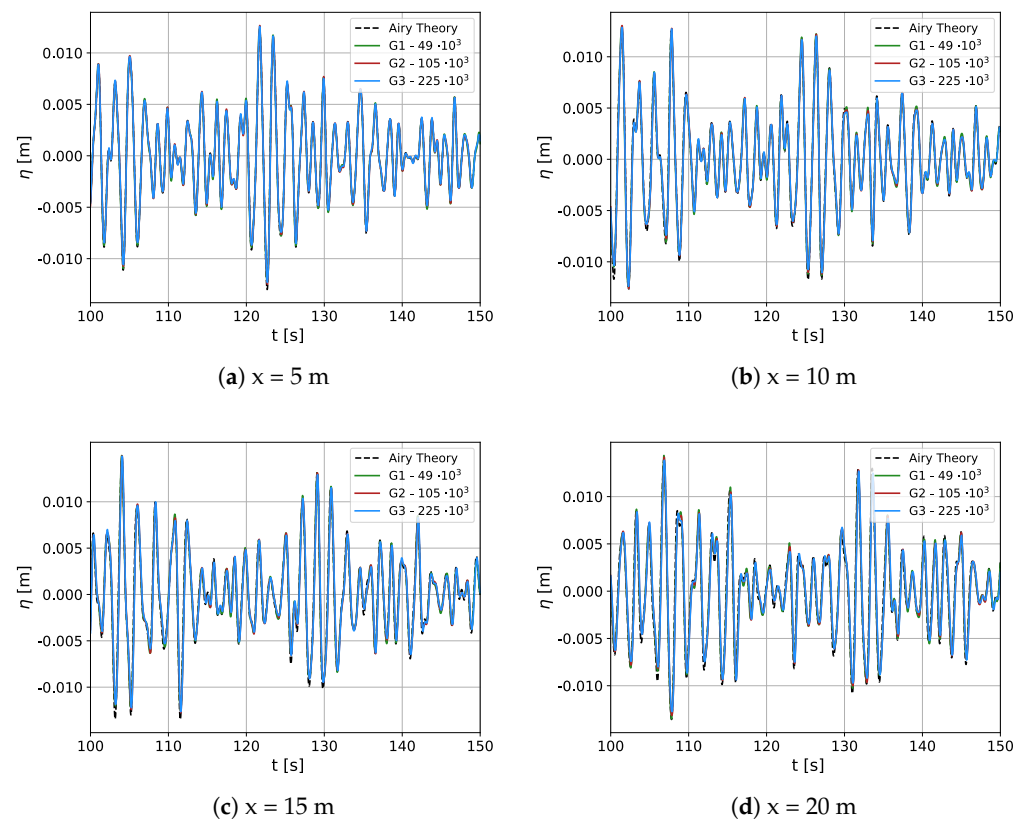 Airy Theory
G1 - 49 ·10³
G2 - 105 ·10³
G3 - 225 ·10³
0.010
0.005
0.000
-0.005
-0.010
η [m]
100 110 120 130 140 150
t [s]
(a) x = 5 m
Airy Theory
G1 - 49 ·10³
G2 - 105 ·10³
G3 - 225 ·10³
0.010
0.005
0.000
-0.005
-0.010
η [m]
100 110 120 130 140 150
t [s]
(b) x = 10 m
Airy Theory
G1 - 49 ·10³
G2 - 105 ·10³
G3 - 225 ·10³
0.010
0.005
0.000
-0.005
-0.010
η [m]
100 110 120 130 140 150
t [s]
(c) x = 15 m
Airy Theory
G1 - 49 ·10³
G2 - 105 ·10³
G3 - 225 ·10³
0.010
0.005
0.000
-0.005
-0.010
η [m]
100 110 120 130 140 150
t [s]
(d) x = 20 m